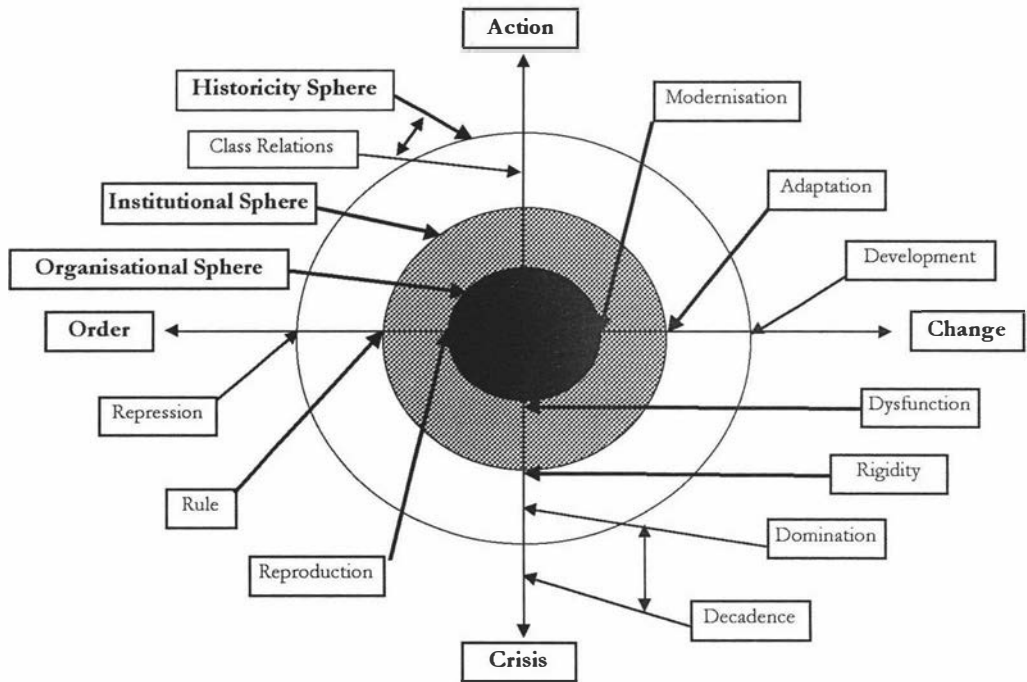 Action
Historicity Sphere
Modernisation
Class Relations
Institutional Sphere
Adaptation
Organisational Sphere
Development
Order
Change
Repression
Dysfunction
Rule
Rigidity
Domination
Reproduction
Decadence
Crisis